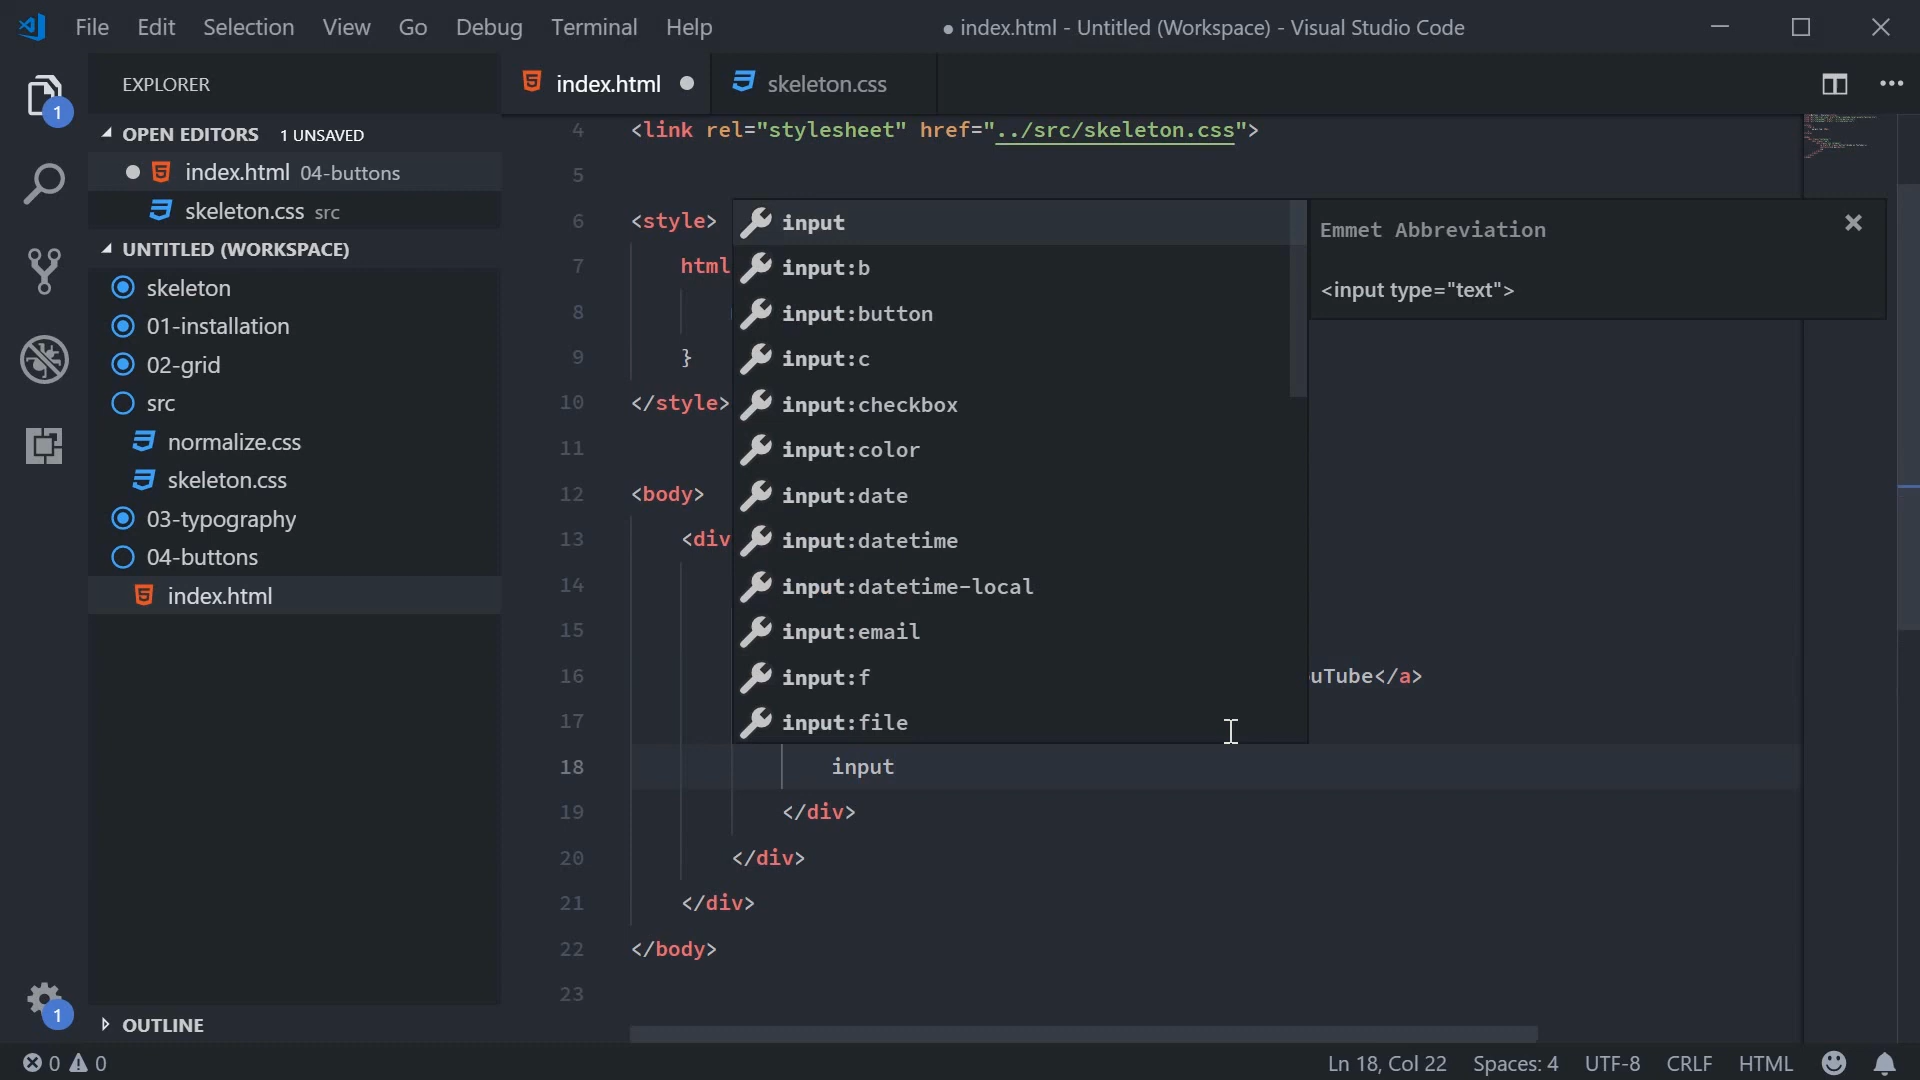 File Edit Selection View Go Debug Terminal Help
● index.html - Untitled (Workspace) - Visual Studio Code
EXPLORER
1
OPEN EDITORS 1 UNSAVED
index.html 04-buttons
skeleton.css src
UNTITLED (WORKSPACE)
skeleton
01-installation
02-grid
src
normalize.css
skeleton.css
03-typography
04-buttons
index.html
OUTLINE
1
index.html
skeleton.css
4 <link rel="stylesheet" href="../src/skeleton.css">
5
6 <style>
7 html
8
9 }
10 </style>
11
12 <body>
13 <div
14
15
16 uTube</a>
17
18 input
19 </div>
20 </div>
21 </div>
22 </body>
23
input
input:b
input:button
input:c
input:checkbox
input:color
input:date
input:datetime
input:datetime-local
input:email
input:f
input:file
Emmet Abbreviation
<input type="text">
0 0
Ln 18, Col 22 Spaces: 4 UTF-8 CRLF HTML